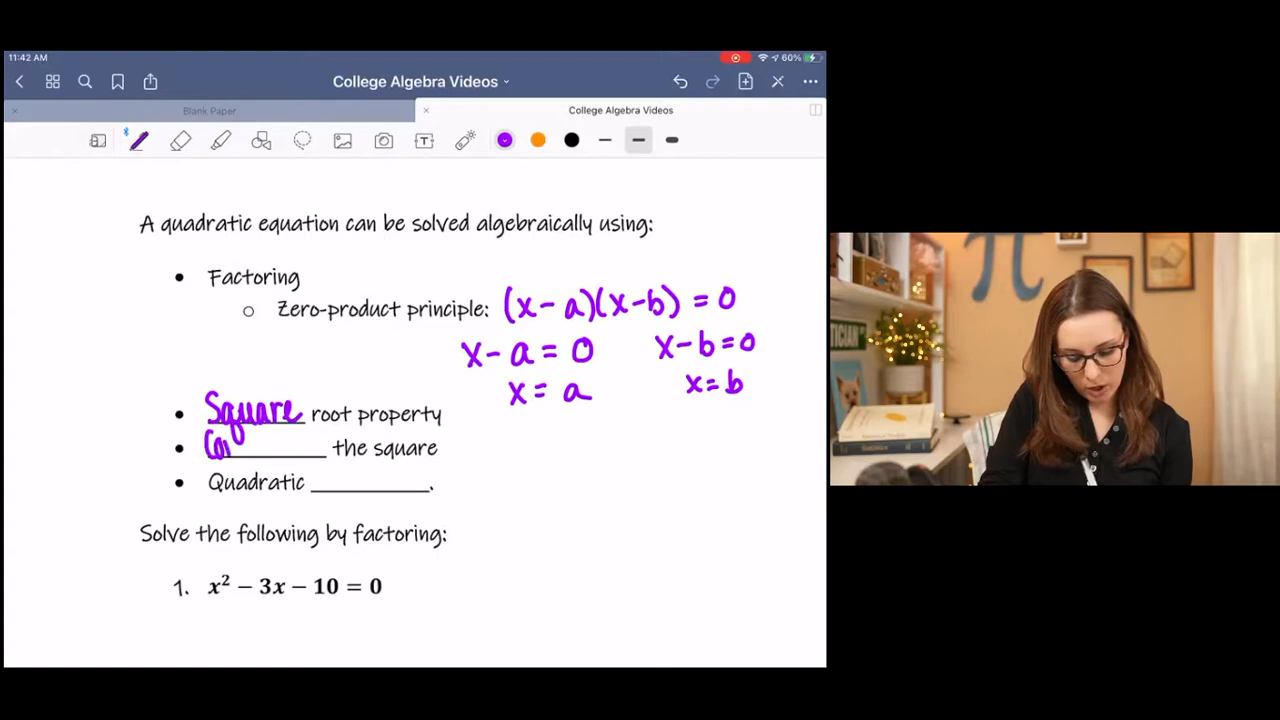 11:42 AM
60%
College Algebra Videos
Blank Paper
College Algebra Videos
A quadratic equation can be solved algebraically using:
• Factoring
○ Zero-product principle: (x-a)(x-b) = 0
x-a = 0 x-b=0
x = a x=b
• Square root property
• Co________ the square
• Quadratic ________.
Solve the following by factoring:
1. x² − 3x − 10 = 0